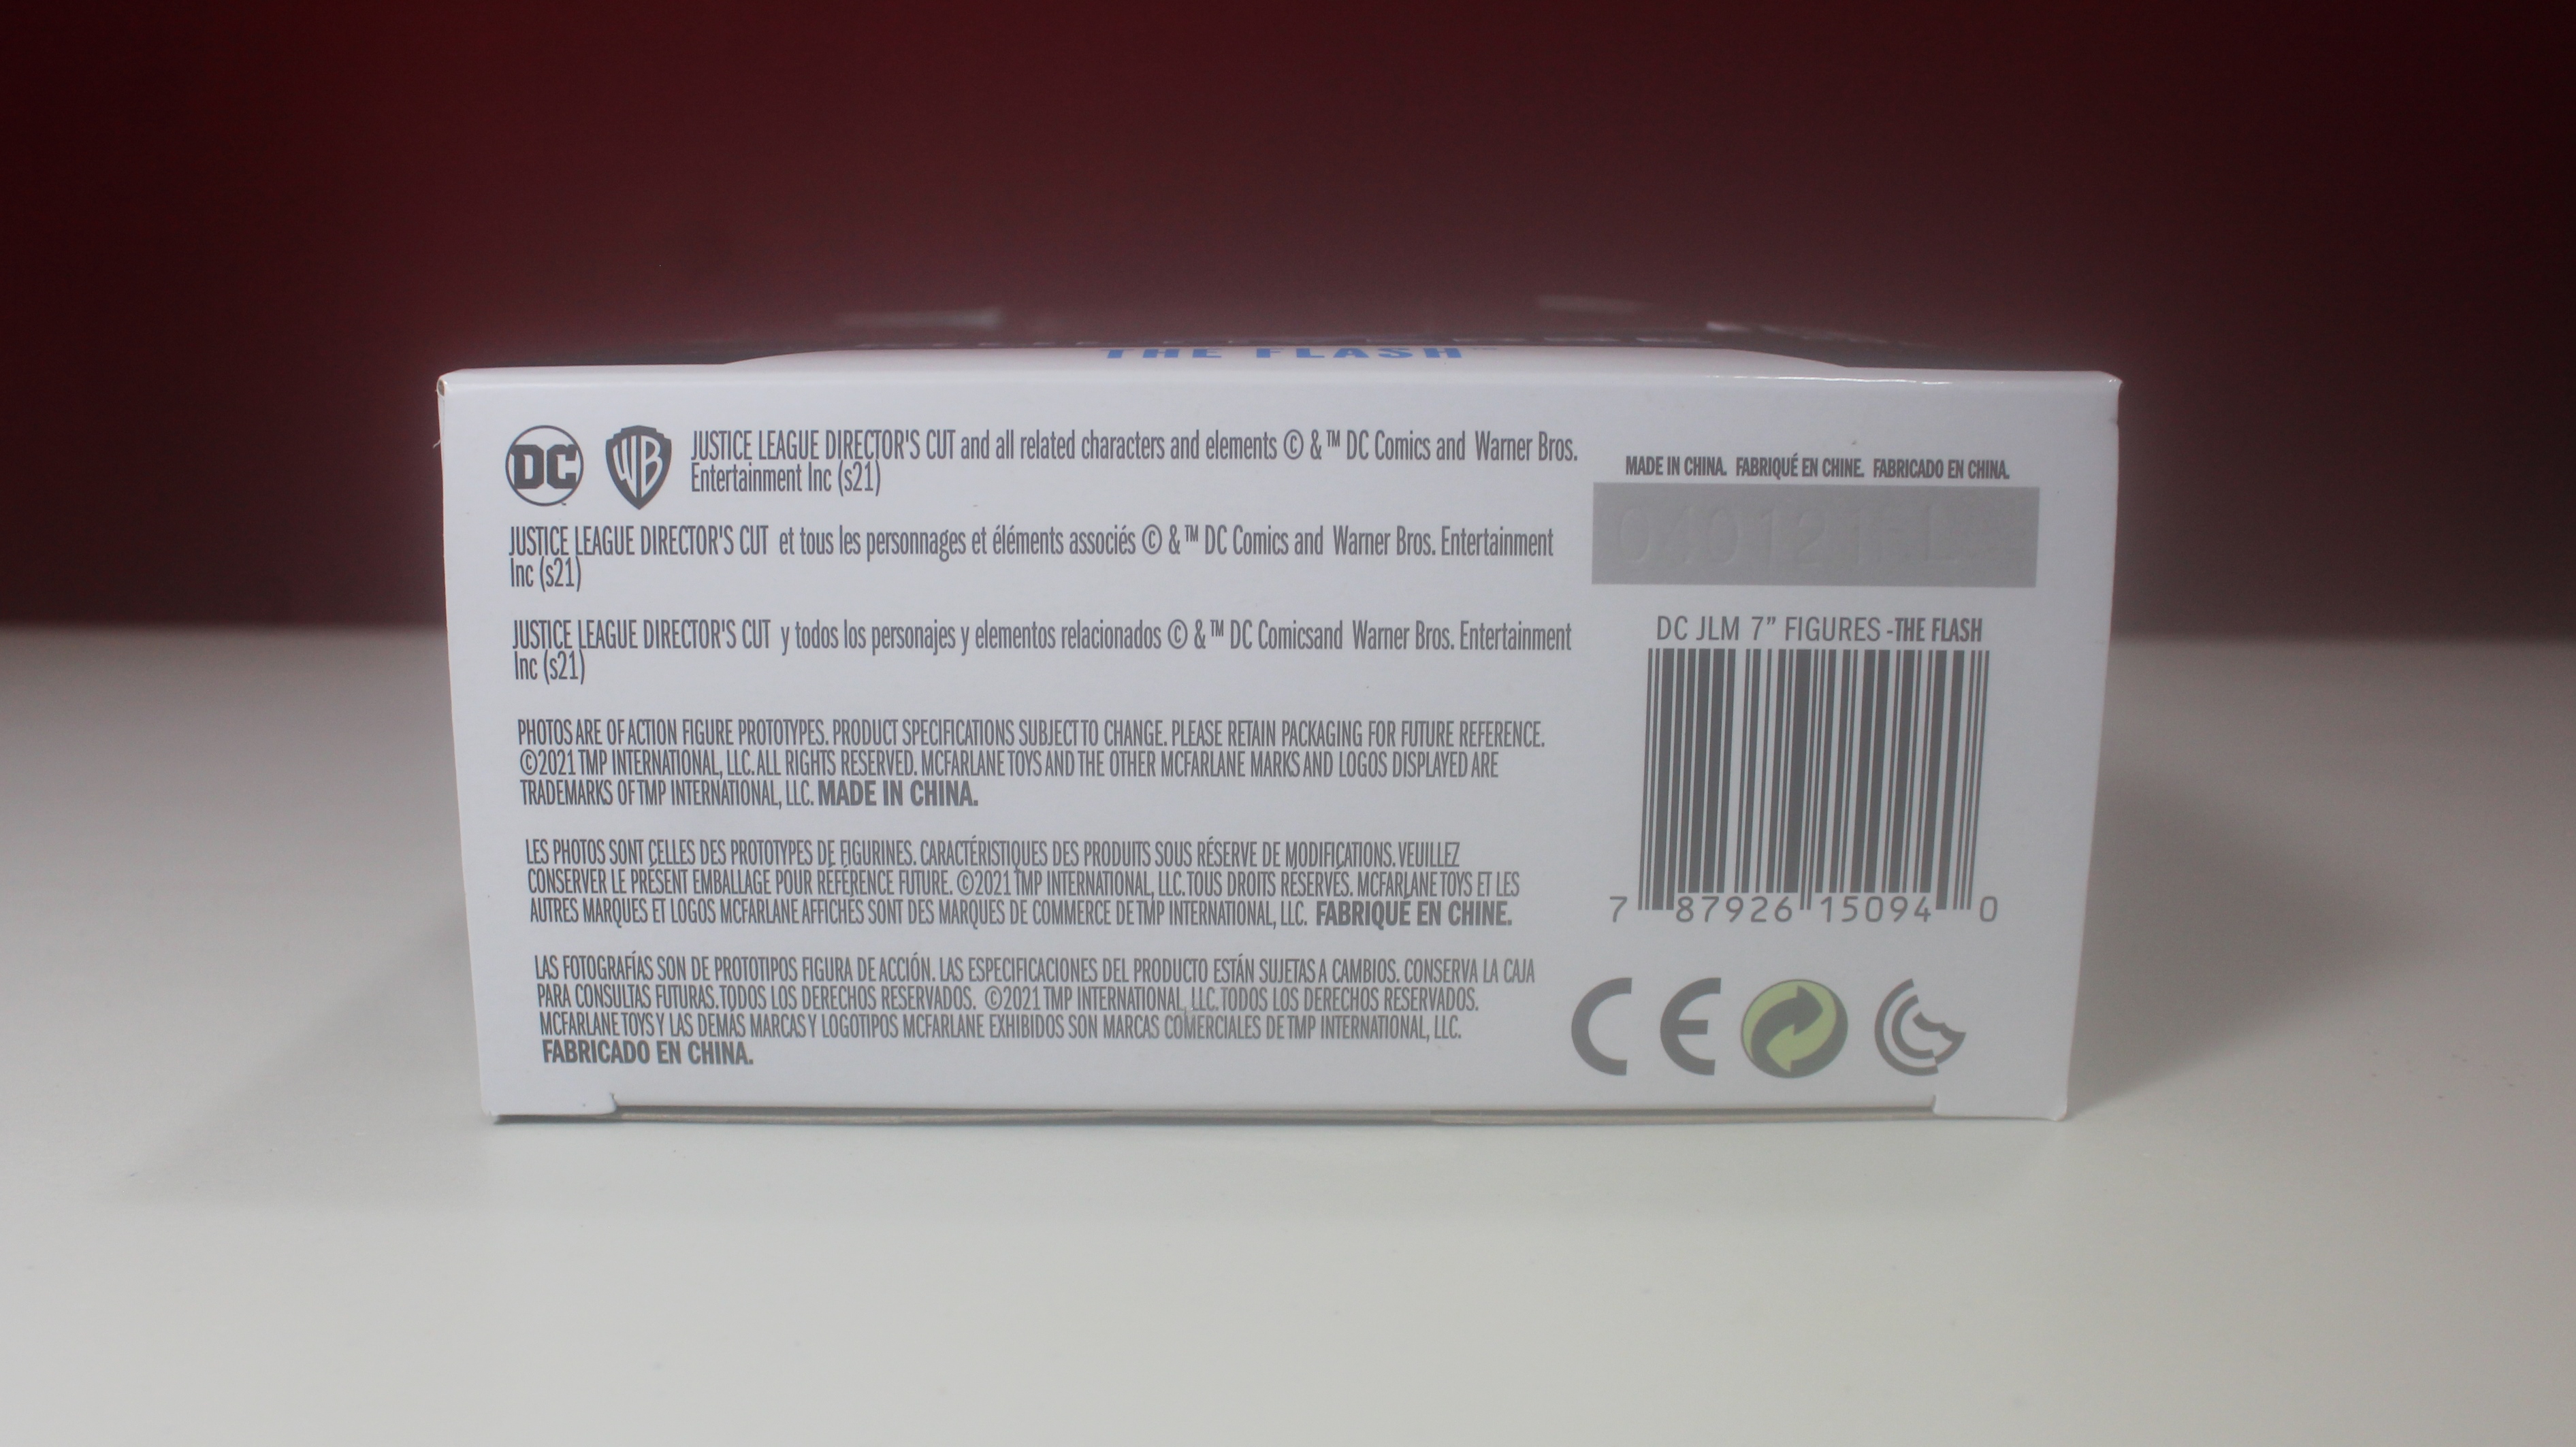 THE FLASH
DC
WB
JUSTICE LEAGUE DIRECTOR'S CUT and all related characters and elements © & ™ DC Comics and Warner Bros.
Entertainment Inc (s21)
JUSTICE LEAGUE DIRECTOR'S CUT et tous les personnages et éléments associés © & ™ DC Comics and Warner Bros. Entertainment
Inc (s21)
JUSTICE LEAGUE DIRECTOR'S CUT y todos los personajes y elementos relacionados © & ™ DC Comicsand Warner Bros. Entertainment
Inc (s21)
PHOTOS ARE OF ACTION FIGURE PROTOTYPES. PRODUCT SPECIFICATIONS SUBJECT TO CHANGE. PLEASE RETAIN PACKAGING FOR FUTURE REFERENCE.
©2021 TMP INTERNATIONAL, LLC. ALL RIGHTS RESERVED. MCFARLANE TOYS AND THE OTHER MCFARLANE MARKS AND LOGOS DISPLAYED ARE
TRADEMARKS OF TMP INTERNATIONAL, LLC. MADE IN CHINA.
LES PHOTOS SONT CELLES DES PROTOTYPES DE FIGURINES. CARACTÉRISTIQUES DES PRODUITS SOUS RÉSERVE DE MODIFICATIONS. VEUILLEZ
CONSERVER LE PRÉSENT EMBALLAGE POUR RÉFÉRENCE FUTURE. ©2021 TMP INTERNATIONAL, LLC. TOUS DROITS RÉSERVÉS. MCFARLANE TOYS ET LES
AUTRES MARQUES ET LOGOS MCFARLANE AFFICHÉS SONT DES MARQUES DE COMMERCE DE TMP INTERNATIONAL, LLC. FABRIQUÉ EN CHINE.
LAS FOTOGRAFÍAS SON DE PROTOTIPOS FIGURA DE ACCIÓN. LAS ESPECIFICACIONES DEL PRODUCTO ESTÁN SUJETAS A CAMBIOS. CONSERVA LA CAJA
PARA CONSULTAS FUTURAS. TODOS LOS DERECHOS RESERVADOS. ©2021 TMP INTERNATIONAL, LLC. TODOS LOS DERECHOS RESERVADOS.
MCFARLANE TOYS Y LAS DEMÁS MARCAS Y LOGOTIPOS MCFARLANE EXHIBIDOS SON MARCAS COMERCIALES DE TMP INTERNATIONAL, LLC.
FABRICADO EN CHINA.
MADE IN CHINA. FABRIQUÉ EN CHINE. FABRICADO EN CHINA.
DC JLM 7” FIGURES -THE FLASH
7 87926 15094 0
CE